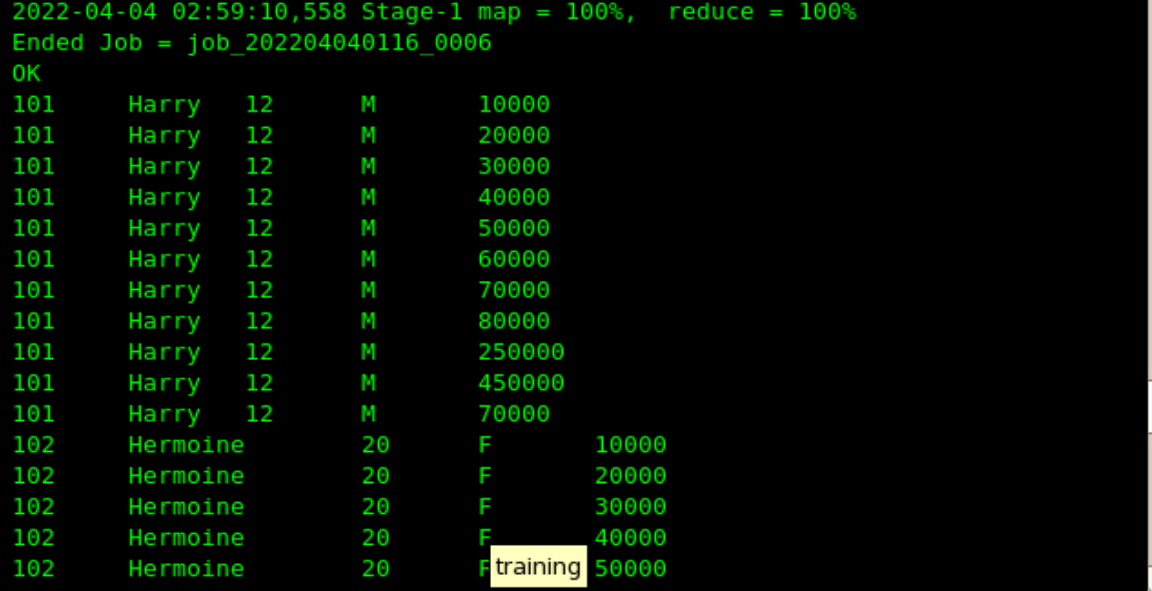 2022-04-04 02:59:10,558 Stage-1 map = 100%,  reduce = 100%
Ended Job = job_202204040116_0006
OK
101	Harry	12	M	10000
101	Harry	12	M	20000
101	Harry	12	M	30000
101	Harry	12	M	40000
101	Harry	12	M	50000
101	Harry	12	M	60000
101	Harry	12	M	70000
101	Harry	12	M	80000
101	Harry	12	M	250000
101	Harry	12	M	450000
101	Harry	12	M	70000
102	Hermoine	20	F	10000
102	Hermoine	20	F	20000
102	Hermoine	20	F	30000
102	Hermoine	20	F	40000
102	Hermoine	20	F	50000
training